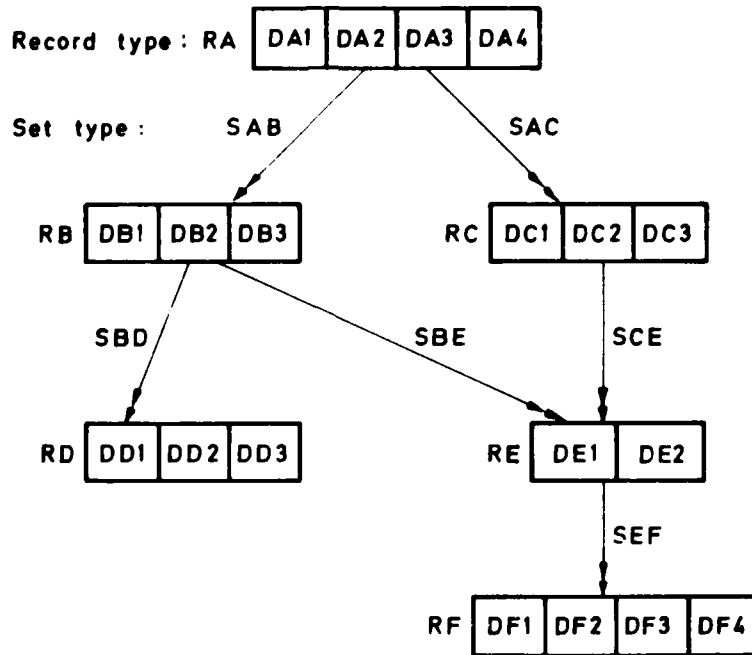 Record type : RA DA1 DA2 DA3 DA4
Set type : SAB SAC
RB DB1 DB2 DB3 RC DC1 DC2 DC3
SBD SBE SCE
RD DD1 DD2 DD3 RE DE1 DE2
SEF
RF DF1 DF2 DF3 DF4